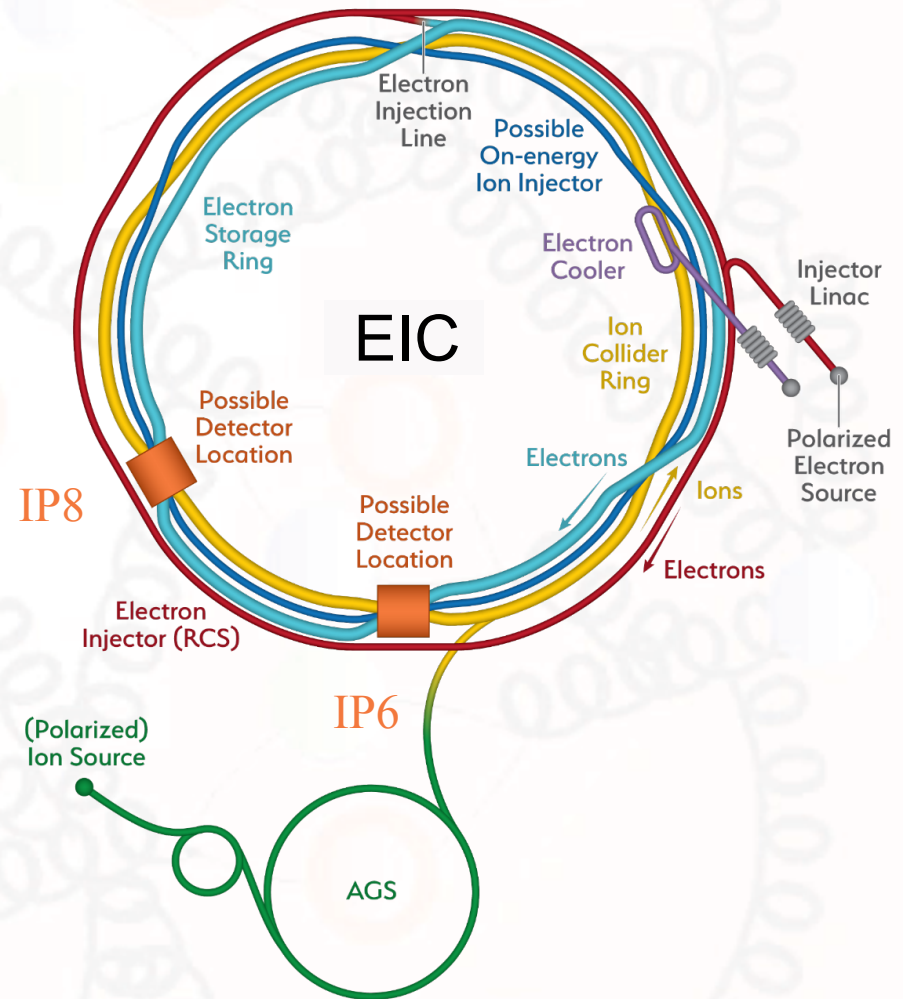 Electron
Injection
Line
Possible
On-energy
Ion Injector
Electron
Storage
Ring
Electron
Cooler
Injector
Linac
EIC
Ion
Collider
Ring
Possible
Detector
Location
Polarized
Electron
Source
Electrons
Ions
IP8
Possible
Detector
Location
Electrons
Electron
Injector (RCS)
IP6
(Polarized)
Ion Source
AGS